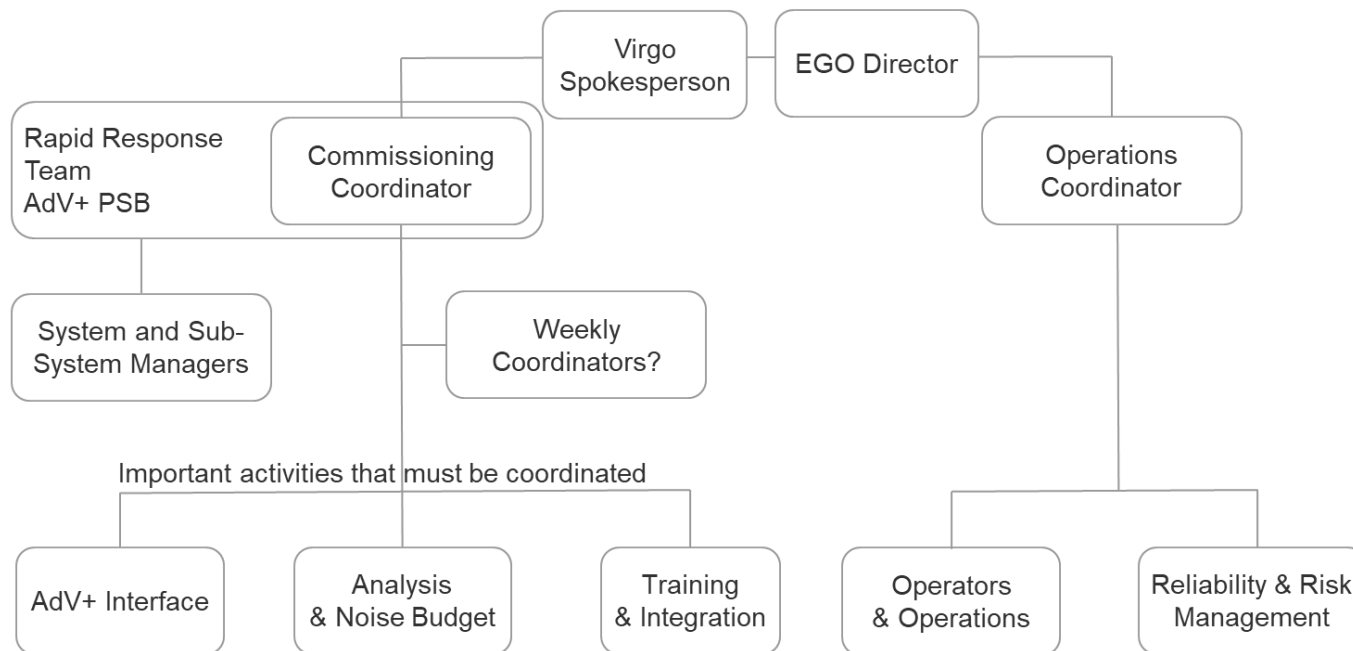 Virgo
Spokesperson
EGO Director
Rapid Response
Team
AdV+ PSB
Commissioning
Coordinator
Operations
Coordinator
System and Sub-
System Managers
Weekly
Coordinators?
Important activities that must be coordinated
AdV+ Interface
Analysis
& Noise Budget
Training
& Integration
Operators
& Operations
Reliability & Risk
Management